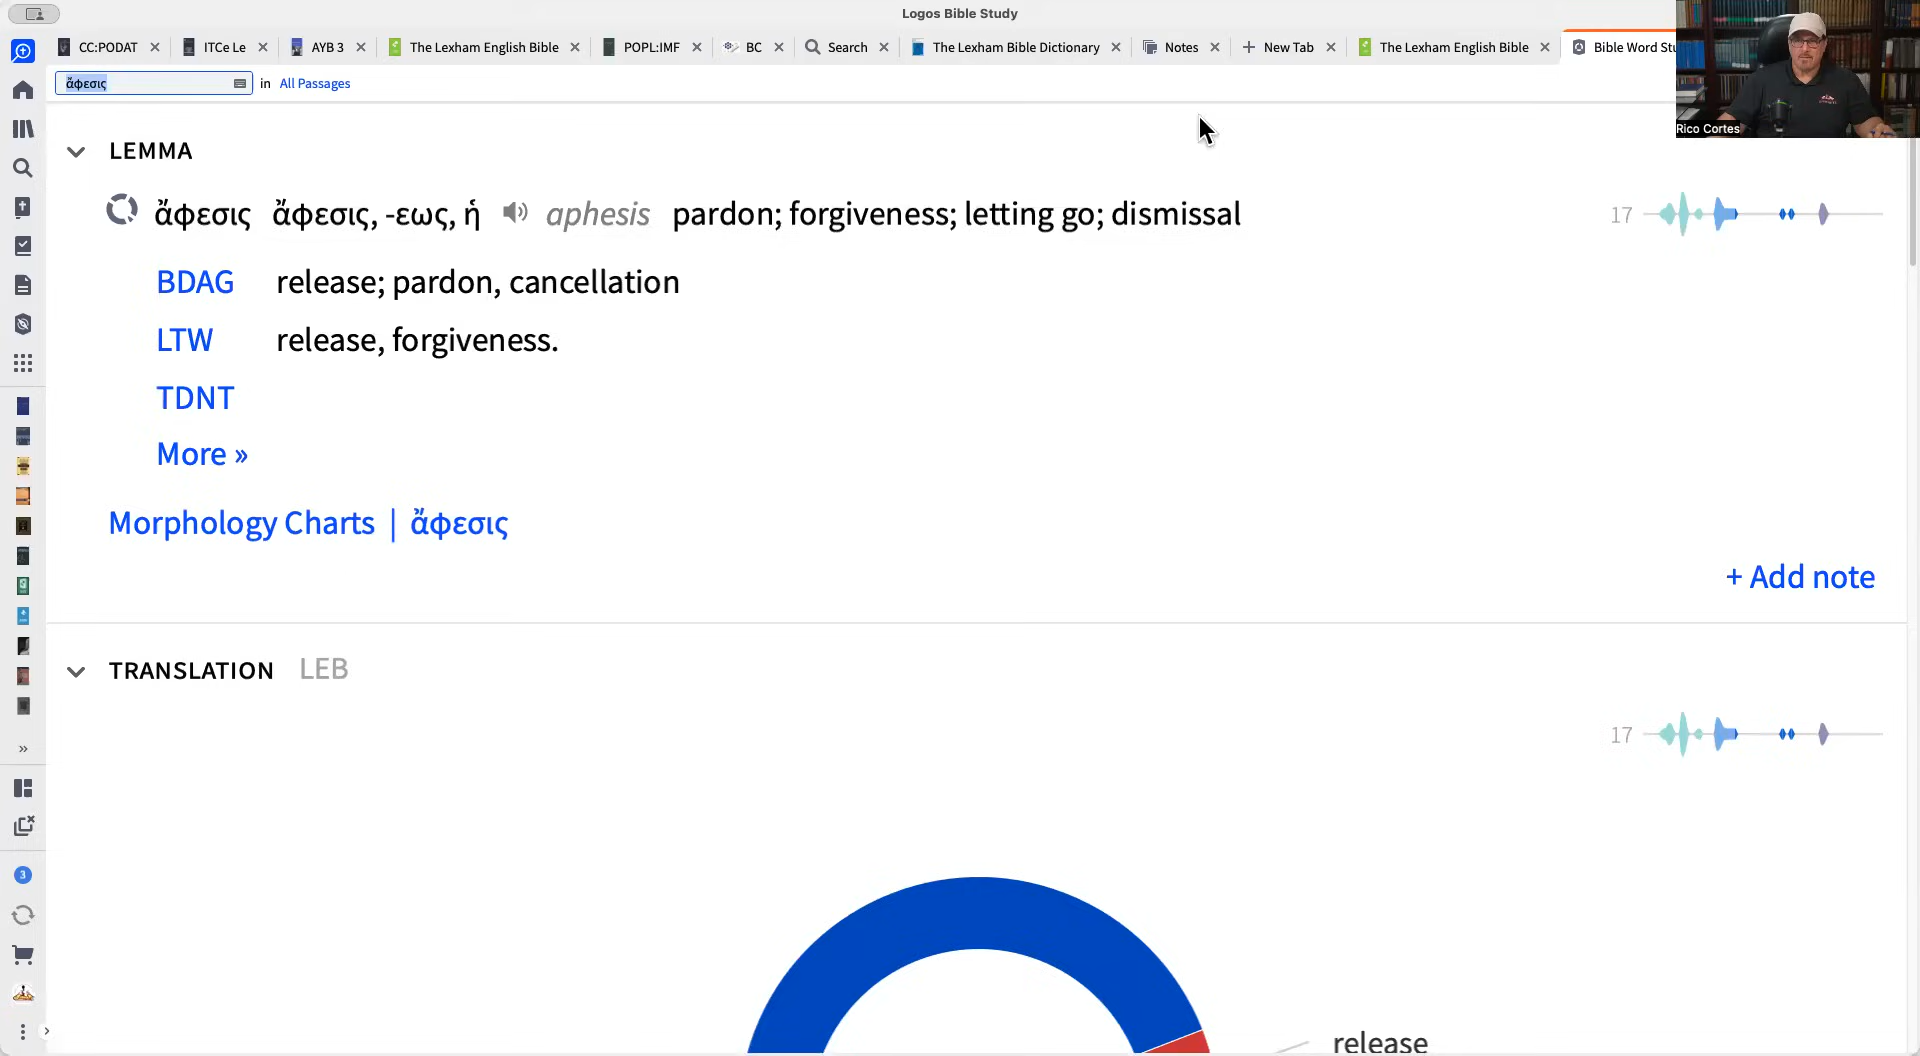 Logos Bible Study
CC:PODAT
ITCe Le
AYB 3
The Lexham English Bible
POPL:IMF
BC
Search
The Lexham Bible Dictionary
Notes
New Tab
The Lexham English Bible
Bible Word Stu
ἄφεσις in All Passages
Rico Cortes
LEMMA
ἄφεσις ἄφεσις, -εως, ἡ aphesis pardon; forgiveness; letting go; dismissal 17
BDAG release; pardon, cancellation
LTW release, forgiveness.
TDNT
More »
Morphology Charts | ἄφεσις
+ Add note
TRANSLATION LEB
17
3
release